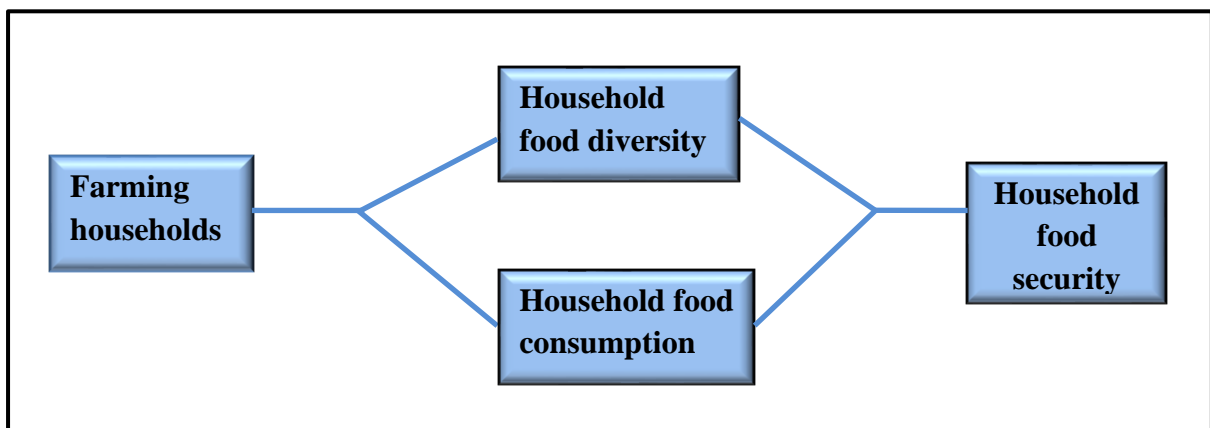 Farming
households
Household
food diversity
Household food
consumption
Household
food
security